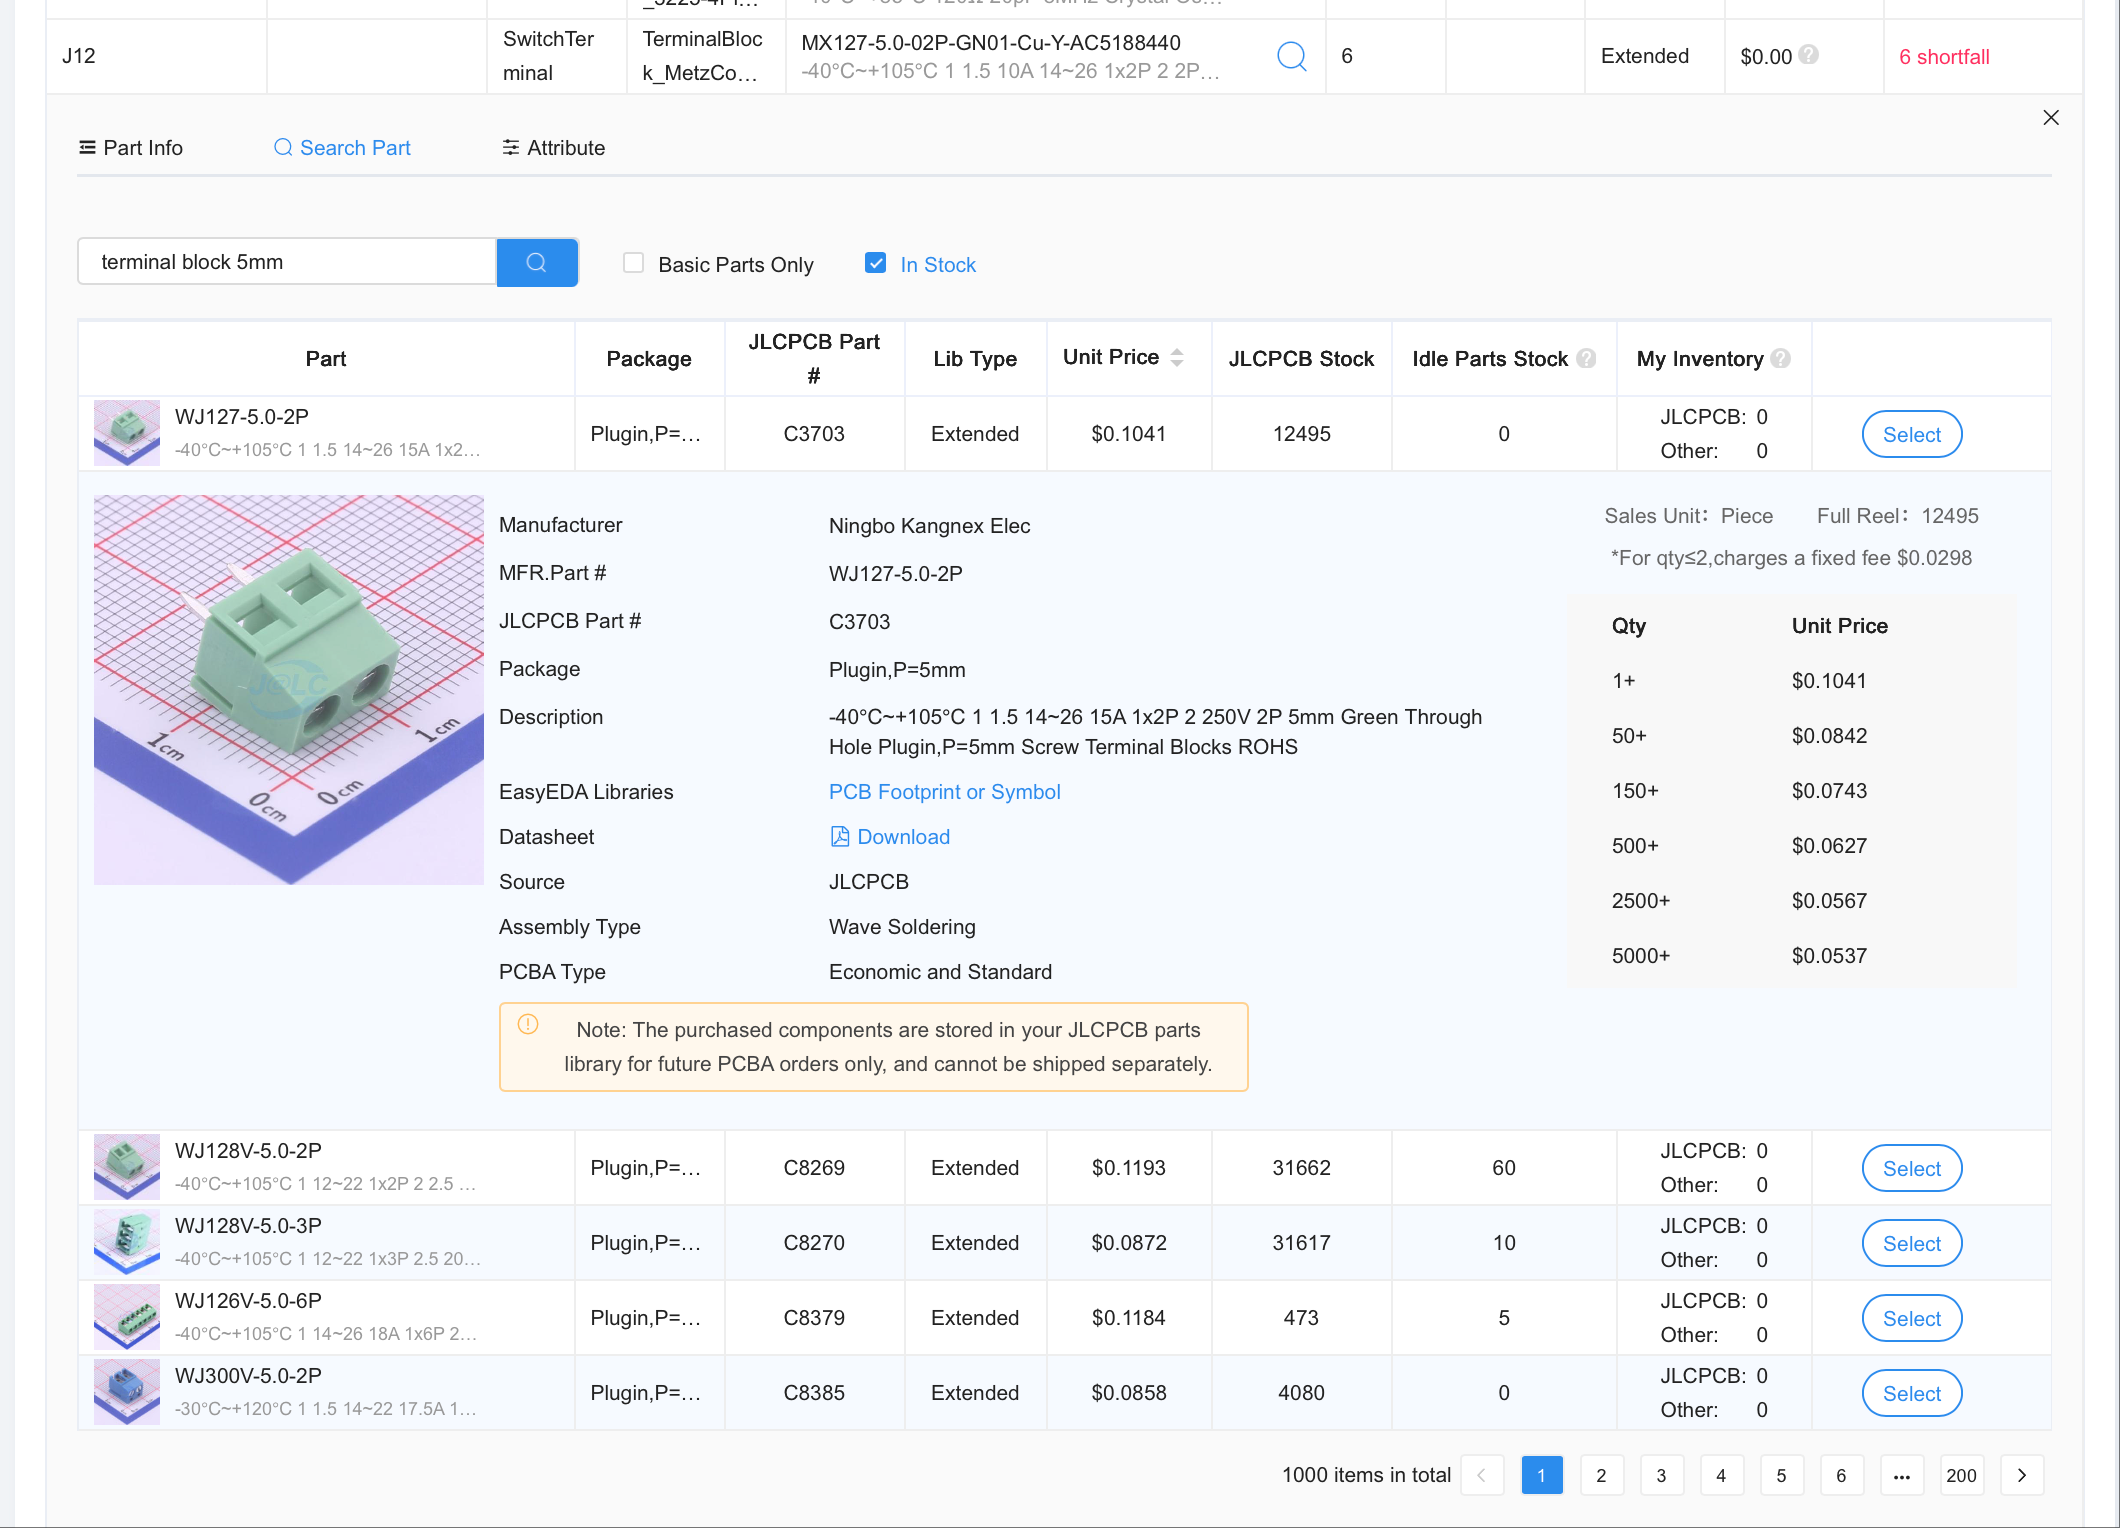 J12
SwitchTer
minal
TerminalBloc
k_MetzCo…
MX127-5.0-02P-GN01-Cu-Y-AC5188440
-40°C~+105°C 1 1.5 10A 14~26 1x2P 2 2P…
6
Extended
$0.00
6 shortfall
Part Info
Search Part
Attribute
terminal block 5mm
Basic Parts Only
In Stock
Part
Package
JLCPCB Part
#
Lib Type
Unit Price
JLCPCB Stock
Idle Parts Stock
My Inventory
WJ127-5.0-2P
-40°C~+105°C 1 1.5 14~26 15A 1x2…
Plugin,P=…
C3703
Extended
$0.1041
12495
0
JLCPCB: 0
Other: 0
Select
1cm
1cm
0cm
0cm
Manufacturer
Ningbo Kangnex Elec
MFR.Part #
WJ127-5.0-2P
JLCPCB Part #
C3703
Package
Plugin,P=5mm
Description
-40°C~+105°C 1 1.5 14~26 15A 1x2P 2 250V 2P 5mm Green Through
Hole Plugin,P=5mm Screw Terminal Blocks ROHS
EasyEDA Libraries
PCB Footprint or Symbol
Datasheet
Download
Source
JLCPCB
Assembly Type
Wave Soldering
PCBA Type
Economic and Standard
Note: The purchased components are stored in your JLCPCB parts
library for future PCBA orders only, and cannot be shipped separately.
Sales Unit: Piece Full Reel: 12495
*For qty≤2,charges a fixed fee $0.0298
Qty Unit Price
1+ $0.1041
50+ $0.0842
150+ $0.0743
500+ $0.0627
2500+ $0.0567
5000+ $0.0537
WJ128V-5.0-2P
-40°C~+105°C 1 12~22 1x2P 2 2.5 …
Plugin,P=…
C8269
Extended
$0.1193
31662
60
JLCPCB: 0
Other: 0
Select
WJ128V-5.0-3P
-40°C~+105°C 1 12~22 1x3P 2.5 20…
Plugin,P=…
C8270
Extended
$0.0872
31617
10
JLCPCB: 0
Other: 0
Select
WJ126V-5.0-6P
-40°C~+105°C 1 14~26 18A 1x6P 2…
Plugin,P=…
C8379
Extended
$0.1184
473
5
JLCPCB: 0
Other: 0
Select
WJ300V-5.0-2P
-30°C~+120°C 1 1.5 14~22 17.5A 1…
Plugin,P=…
C8385
Extended
$0.0858
4080
0
JLCPCB: 0
Other: 0
Select
1000 items in total
1 2 3 4 5 6 ••• 200